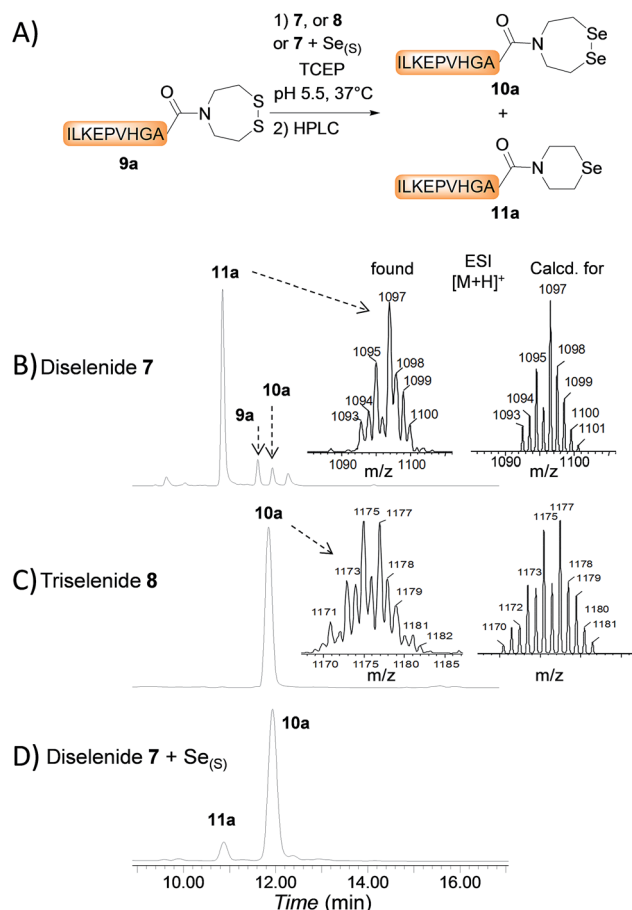 A)
1) 7, or 8
or 7 + Se(S)
TCEP
pH 5.5, 37°C
2) HPLC
ILKEPVHGA
O
N
S
S
9a
ILKEPVHGA
O
N
Se
Se
10a
+
ILKEPVHGA
O
N
Se
11a
B) Diselenide 7
11a
9a
10a
found
ESI
[M+H]+
Calcd. for
1097
1095
1098
1094
1099
1093
1100
1090
1100
m/z
1097
1095
1098
1094
1099
1093
1100
1101
1090
1100
m/z
C) Triselenide 8
10a
1175
1177
1173
1178
1179
1171
1181
1182
1170
1175
1180
1185
m/z
1177
1175
1173
1178
1179
1172
1180
1170
1181
m/z
D) Diselenide 7 + Se(S)
10a
11a
10.00
12.00
14.00
16.00
Time (min)